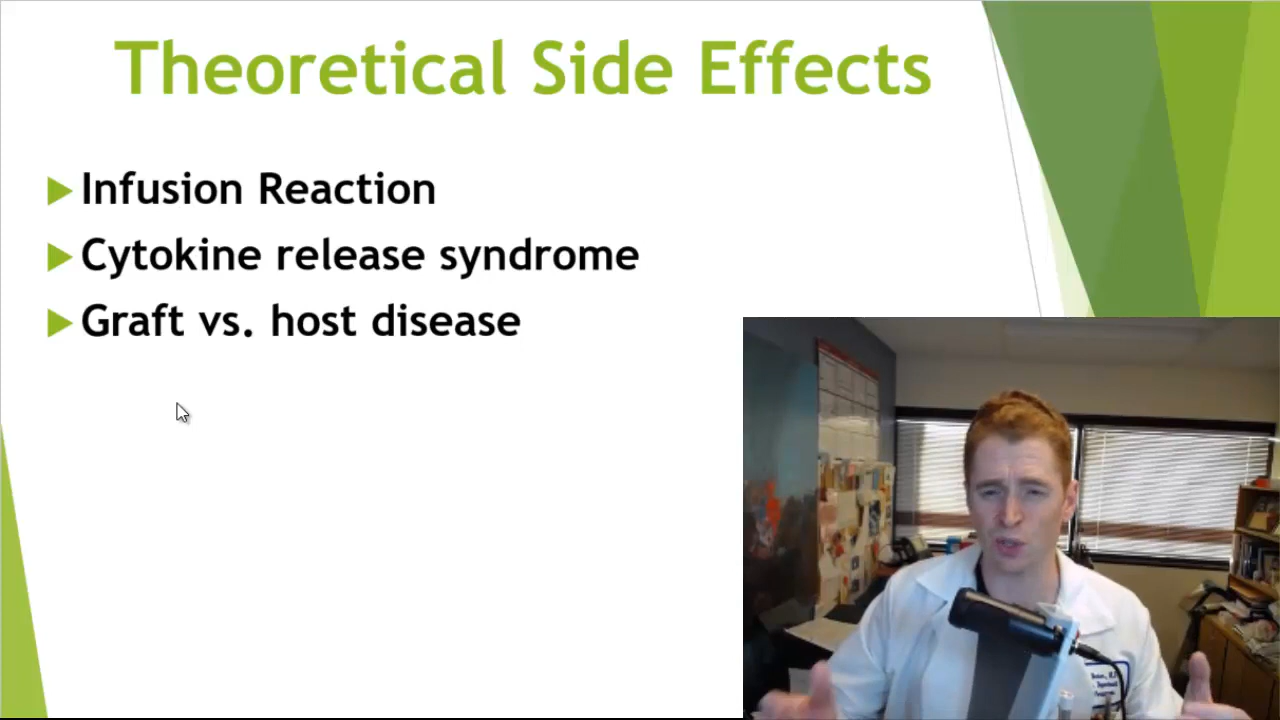 Theoretical Side Effects
Infusion Reaction
Cytokine release syndrome
Graft vs. host disease